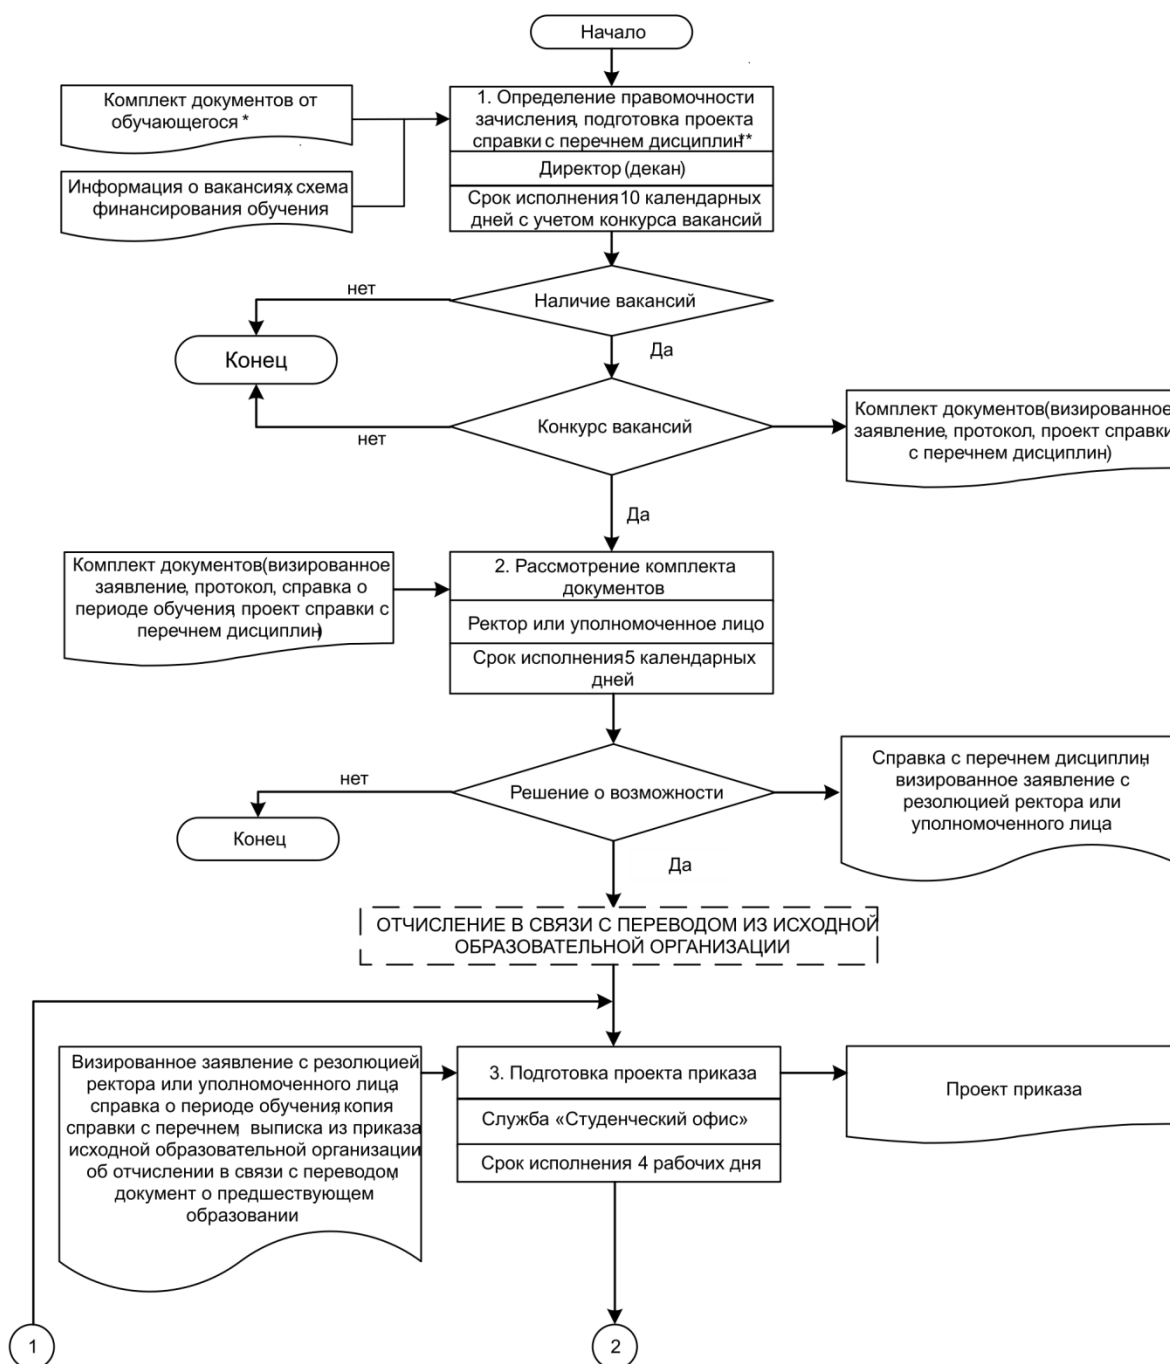 Начало
Комплект документов от
обучающегося *
1. Определение правомочности
зачисления, подготовка проекта
справки с перечнем дисциплин**
Директор (декан)
Информация о вакансиях, схема
финансирования обучения
Срок исполнения 10 календарных
дней с учетом конкурса вакансий
нет
Наличие вакансий
Да
Конец
Конкурс вакансий
нет
Комплект документов(визированное
заявление, протокол, проект справки
с перечнем дисциплин)
Да
Комплект документов(визированное
заявление, протокол, справка о
периоде обучения, проект справки с
перечнем дисциплин)
2. Рассмотрение комплекта
документов
Ректор или уполномоченное лицо
Срок исполнения 5 календарных
дней
нет
Решение о возможности
Справка с перечнем дисциплин,
визированное заявление с
резолюцией ректора или
уполномоченного лица
Конец
Да
ОТЧИСЛЕНИЕ В СВЯЗИ С ПЕРЕВОДОМ ИЗ ИСХОДНОЙ
ОБРАЗОВАТЕЛЬНОЙ ОРГАНИЗАЦИИ
Визированное заявление с резолюцией
ректора или уполномоченного лица,
справка о периоде обучения, копия
справки с перечнем, выписка из приказа
исходной образовательной организации
об отчислении в связи с переводом,
документ о предшествующем
образовании
3. Подготовка проекта приказа
Служба «Студенческий офис»
Срок исполнения 4 рабочих дня
Проект приказа
1
2